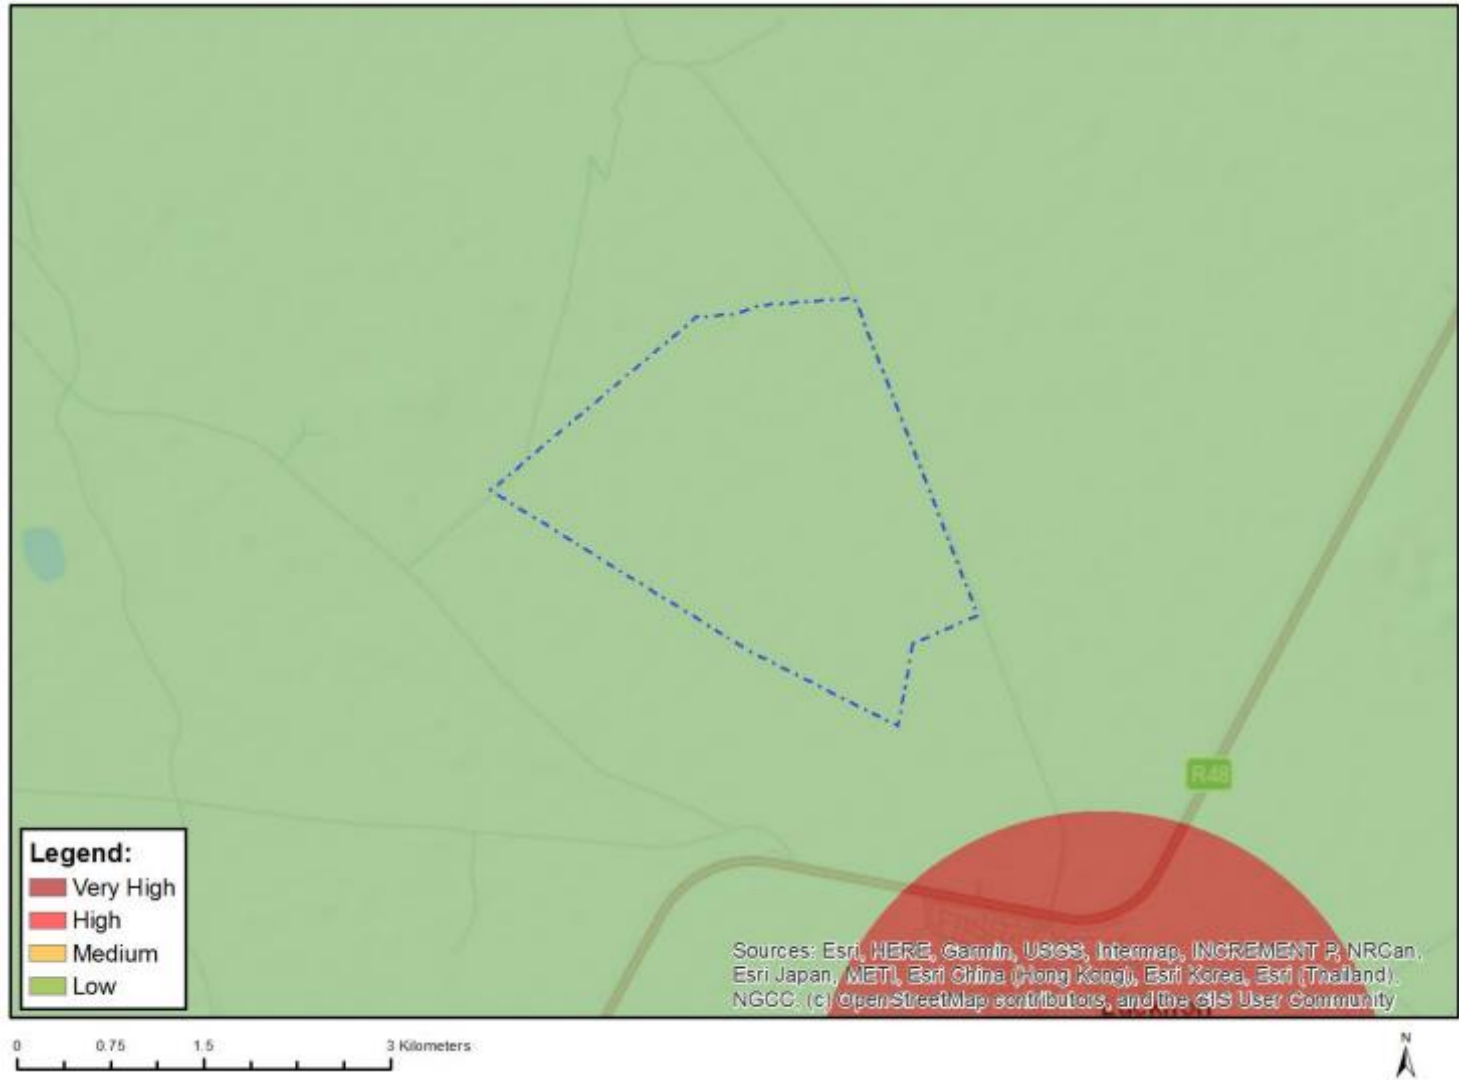 R48
Legend:
Very High
High
Medium
Low
Sources: Esri, HERE, Garmin, USGS, Intermap, INCREMENT P, NRCan,
Esri Japan, METI, Esri China (Hong Kong), Esri Korea, Esri (Thailand),
NGCC, (c) OpenStreetMap contributors, and the GIS User Community
0 0.75 1.5 3 Kilometers
N